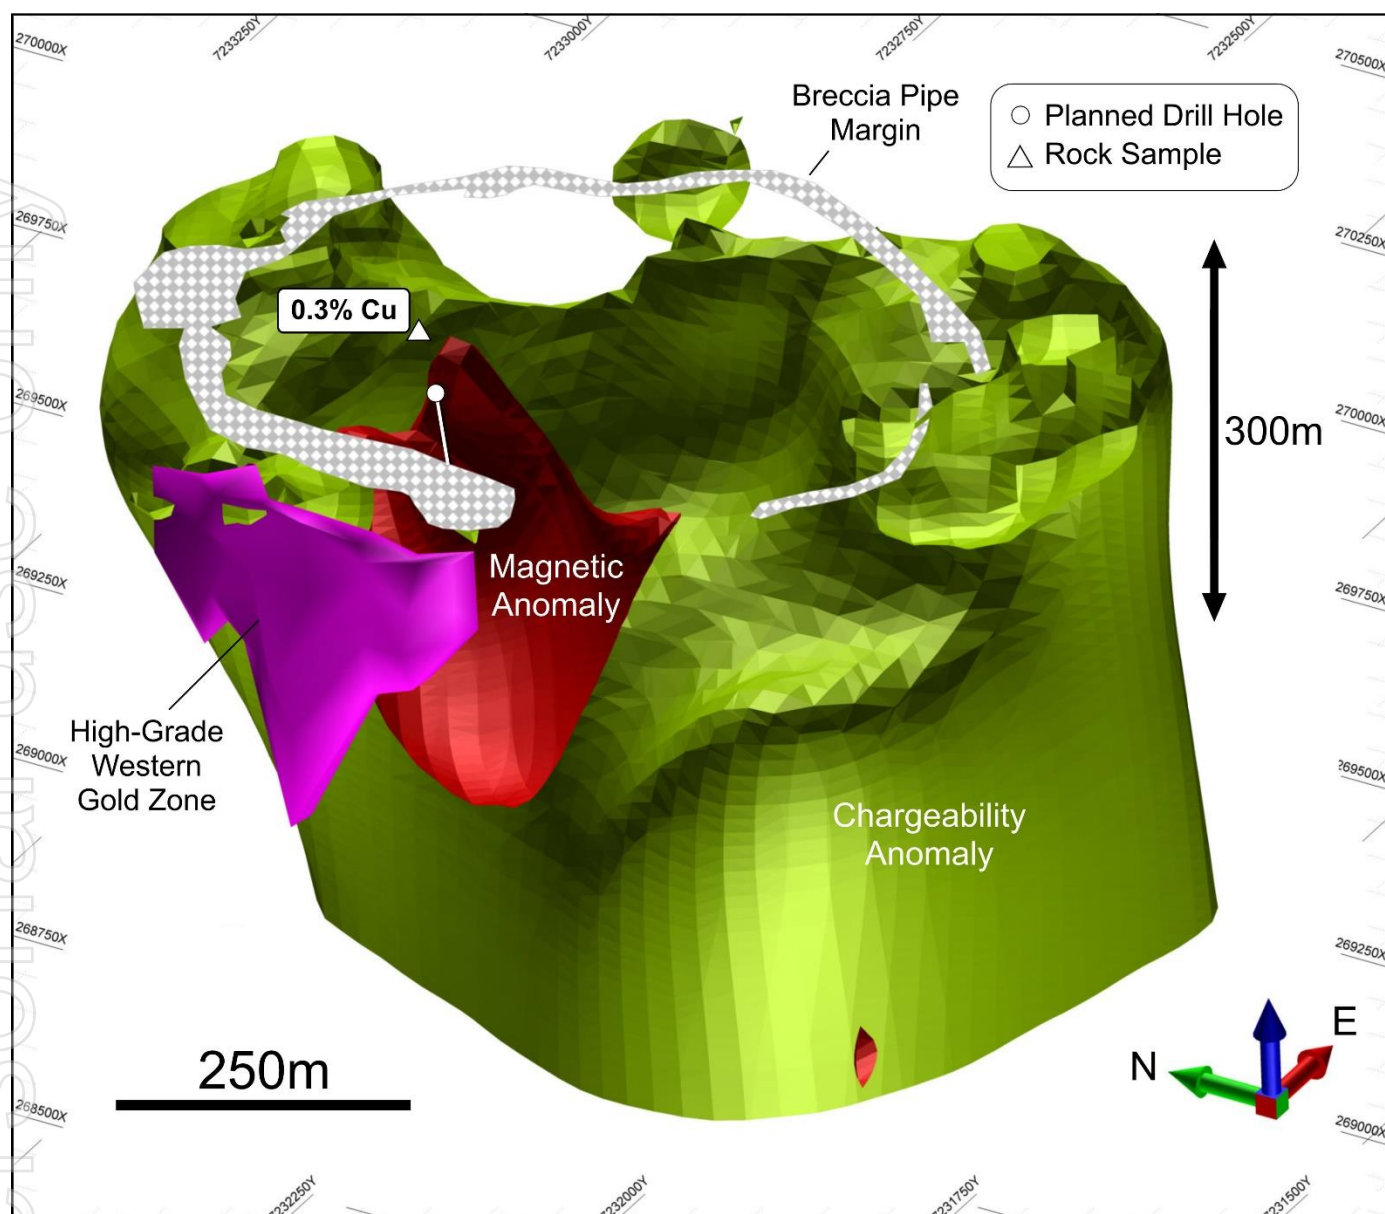 7233250Y
7233000Y
7232750Y
7232500Y
270000X
270500X
Breccia Pipe
Margin
Planned Drill Hole
Rock Sample
269750X
270250X
0.3% Cu
269500X
270000X
300m
Magnetic
Anomaly
269250X
269750X
High-Grade
Western
Gold Zone
269000X
269500X
Chargeability
Anomaly
268750X
269250X
250m
N
E
268500X
269000X
7232250Y
7232000Y
7231750Y
7231500Y